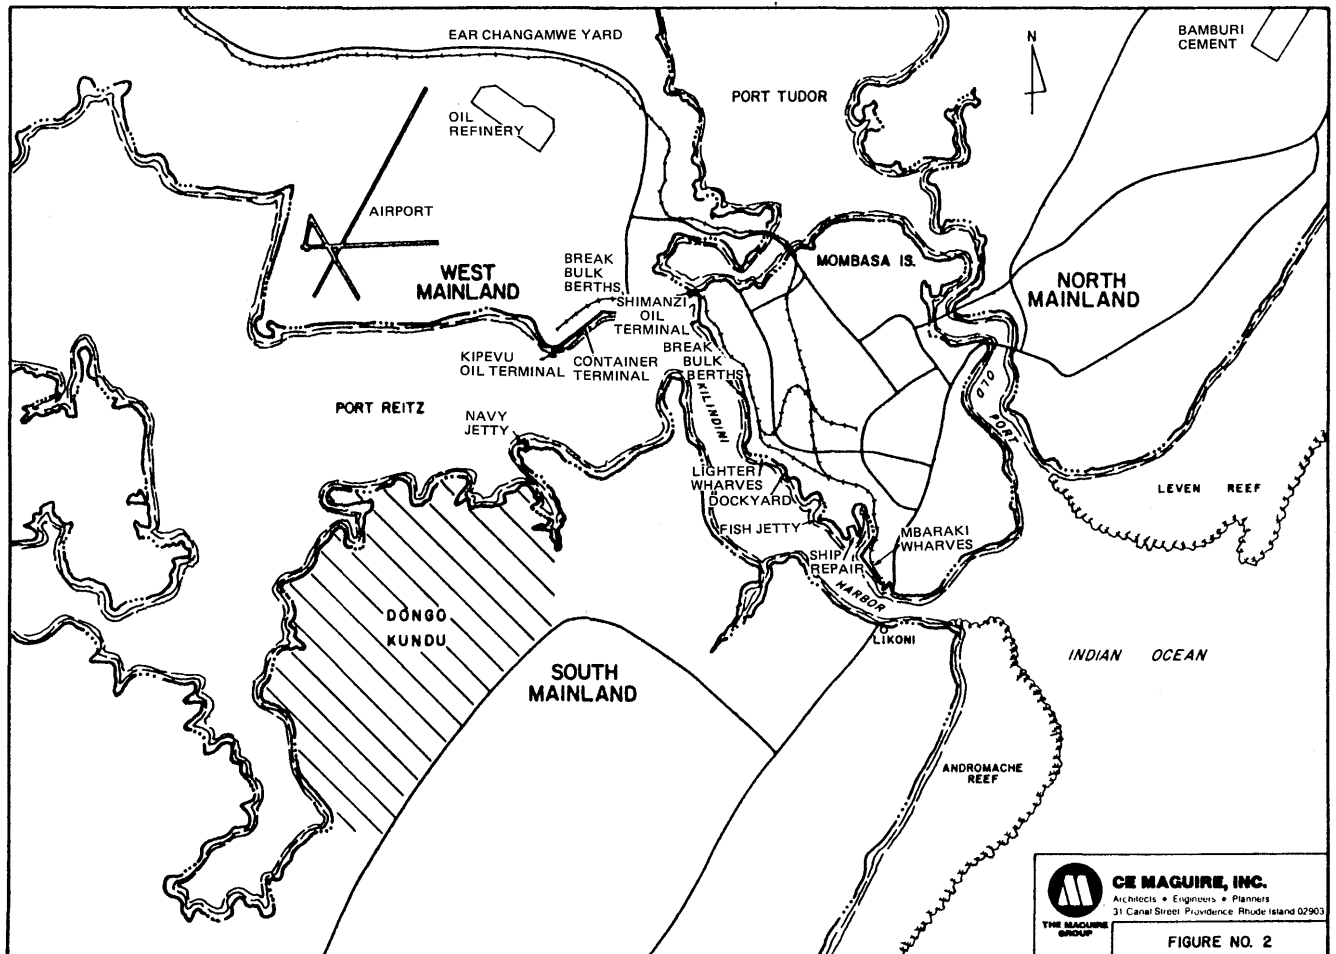 EAR CHANGAMWE YARD
BAMBURI
CEMENT
N
PORT TUDOR
OIL
REFINERY
AIRPORT
MOMBASA IS.
WEST
MAINLAND
BREAK
BULK
BERTHS
NORTH
MAINLAND
SHIMANZI
OIL
TERMINAL
KIPEVU
OIL TERMINAL
CONTAINER
TERMINAL
BREAK
BULK
BERTHS
OLD
PORT
KILINDINI
PORT REITZ
NAVY
JETTY
LIGHTER
WHARVES
DOCKYARD
LEVEN REEF
FISH JETTY
MBARAKI
WHARVES
SHIP
REPAIR
HARBOR
DONGO
KUNDU
LIKONI
INDIAN OCEAN
SOUTH
MAINLAND
ANDROMACHE
REEF
CE MAGUIRE, INC.
Architects • Engineers • Planners
31 Canal Street Providence Rhode Island 02903
THE MAGUIRE
GROUP
FIGURE NO. 2